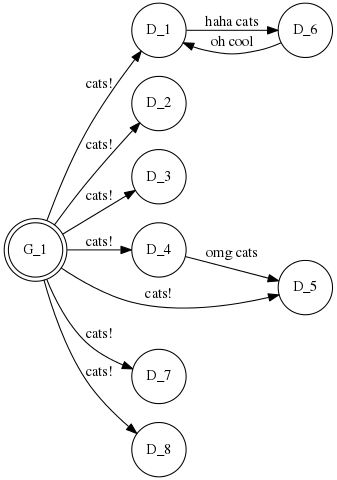 haha cats
D_1
D_6
oh cool
cats!
D_2
cats!
cats!
D_3
G_1
cats!
D_4
omg cats
cats!
D_5
cats!
D_7
cats!
D_8